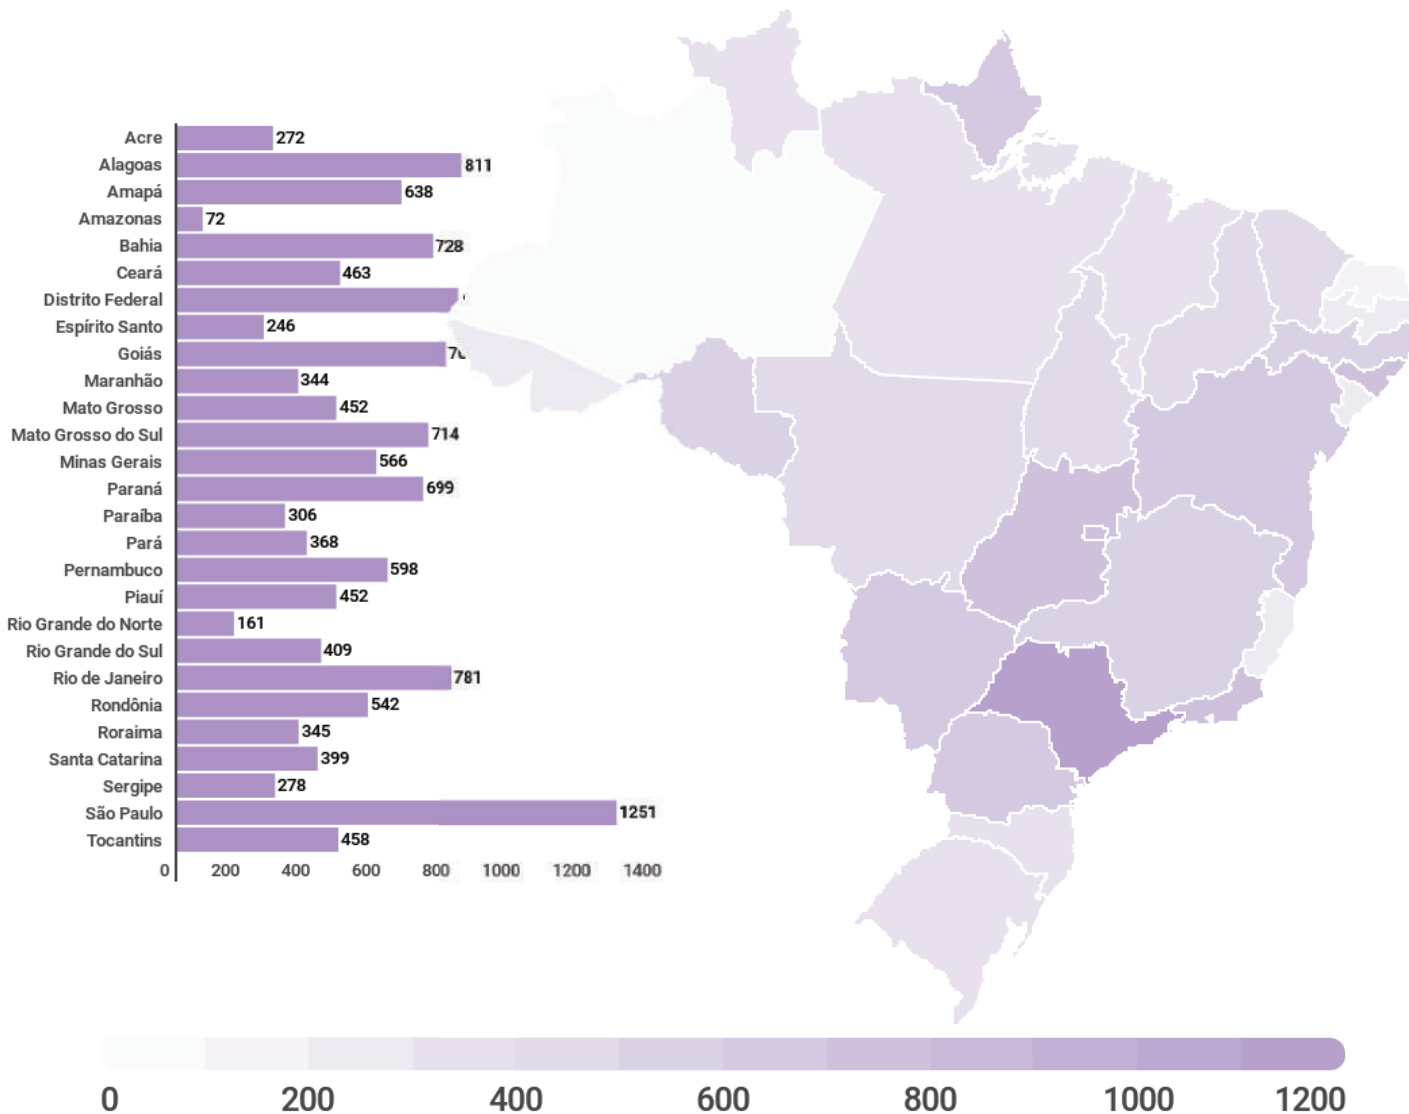 Acre 272
Alagoas 811
Amapá 638
Amazonas 72
Bahia 728
Ceará 463
Distrito Federal
Espírito Santo 246
Goiás
Maranhão 344
Mato Grosso 452
Mato Grosso do Sul 714
Minas Gerais 566
Paraná 699
Paraíba 306
Pará 368
Pernambuco 598
Piauí 452
Rio Grande do Norte 161
Rio Grande do Sul 409
Rio de Janeiro 781
Rondônia 542
Roraima 345
Santa Catarina 399
Sergipe 278
São Paulo 1251
Tocantins 458
0 200 400 600 800 1000 1200 1400
0 200 400 600 800 1000 1200